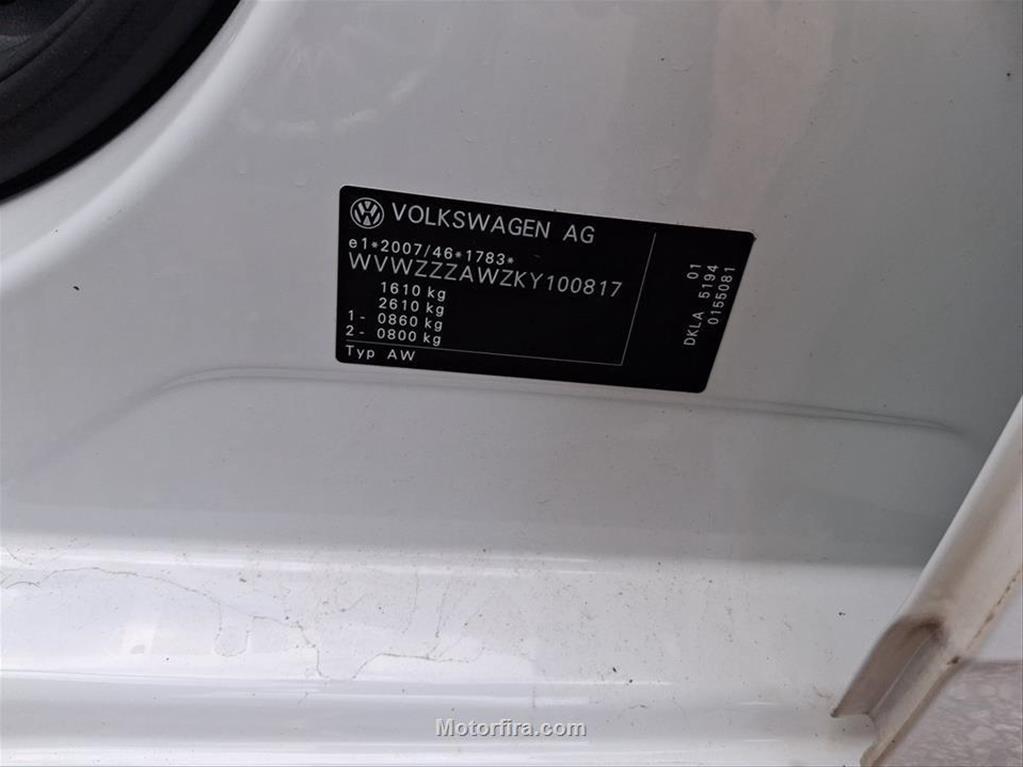 VOLKSWAGEN AG
e1*2007/46*1783*
WVWZZZAWZKY100817
1610 kg
2610 kg
1- 0860 kg
2- 0800 kg
Typ AW
01
DKLA 5194
0155081
Motorfira.com